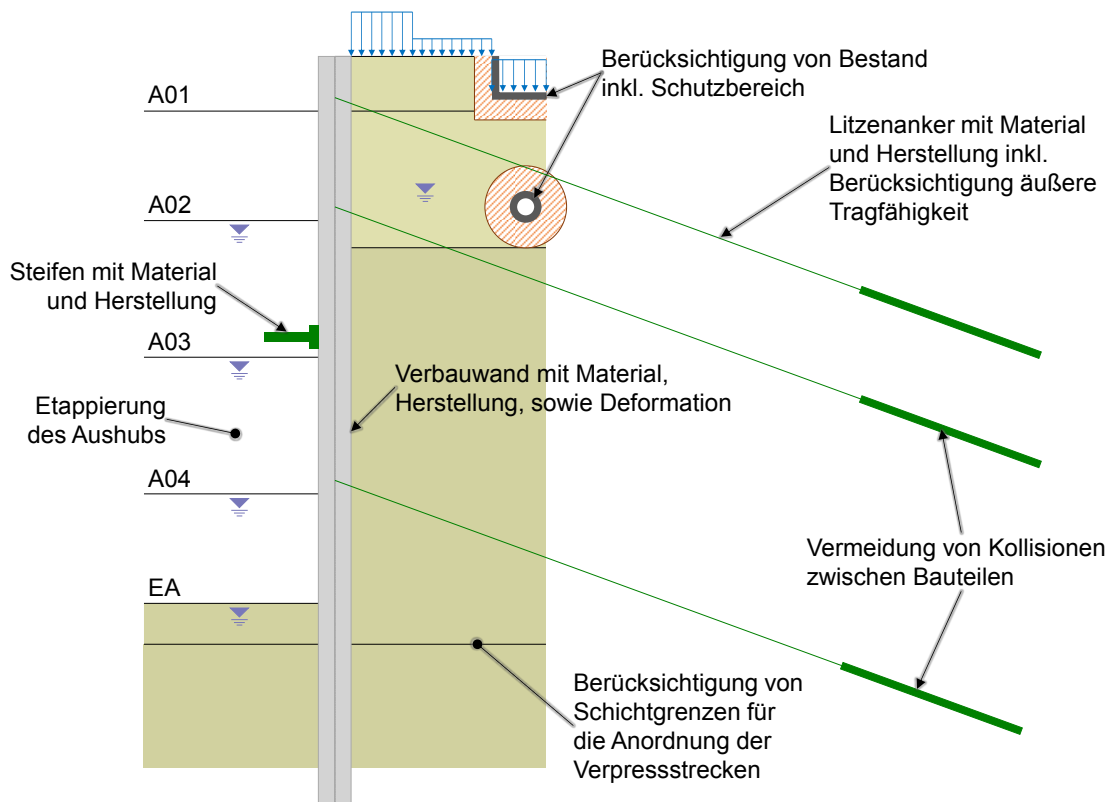 Berücksichtigung von Bestand
inkl. Schutzbereich
A01
Litzenanker mit Material
und Herstellung inkl.
Berücksichtigung äußere
Tragfähigkeit
A02
Steifen mit Material
und Herstellung
A03
Verbauwand mit Material,
Herstellung, sowie Deformation
Etappierung
des Aushubs
A04
Vermeidung von Kollisionen
zwischen Bauteilen
EA
Berücksichtigung von
Schichtgrenzen für
die Anordnung der
Verpressstrecken